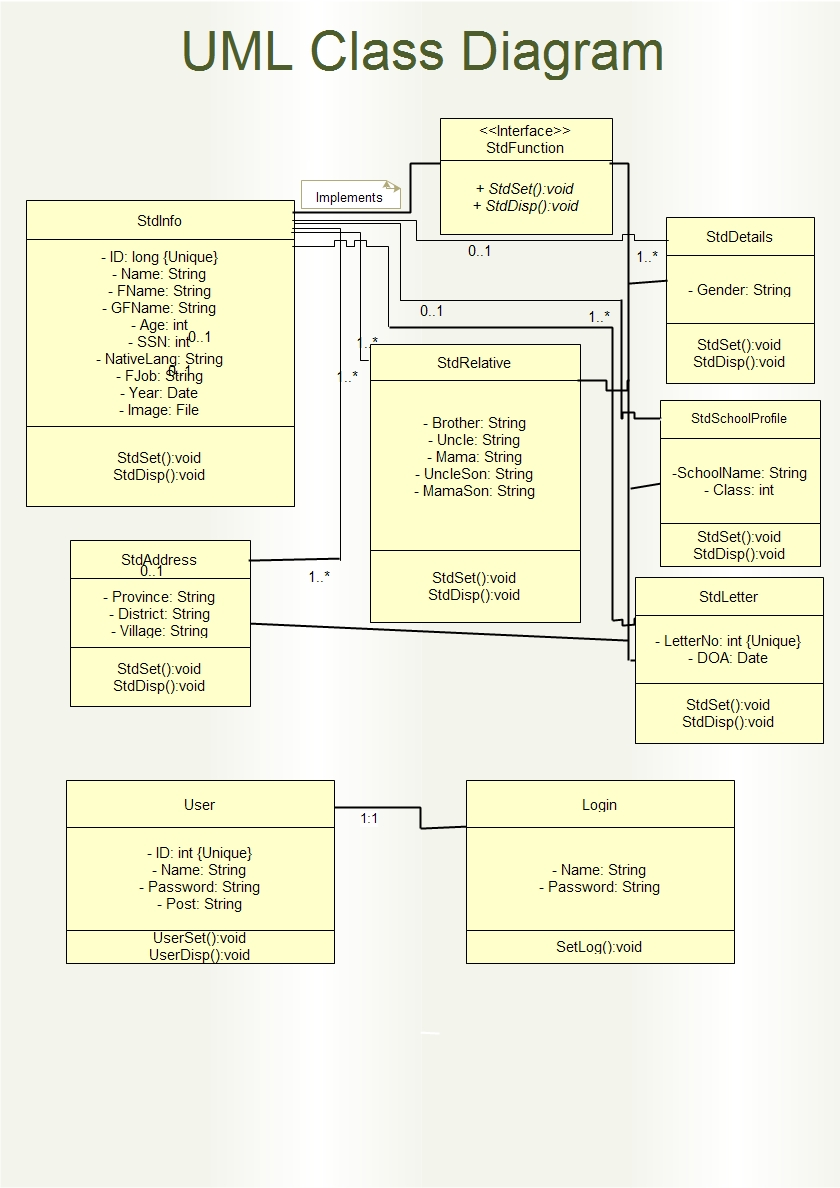 UML Class Diagram
<<Interface>>
StdFunction
+ StdSet():void
+ StdDisp():void
Implements
StdInfo
- ID: long {Unique}
- Name: String
- FName: String
- GFName: String
- Age: int
- SSN: int
0..1
- NativeLang: String
- FJob: String
0..1
- Year: Date
- Image: File
StdSet():void
StdDisp():void
0..1
1..*
StdDetails
- Gender: String
StdSet():void
StdDisp():void
0..1
1..*
1..*
1..*
StdRelative
- Brother: String
- Uncle: String
- Mama: String
- UncleSon: String
- MamaSon: String
StdSet():void
StdDisp():void
StdSchoolProfile
-SchoolName: String
- Class: int
StdSet():void
StdDisp():void
StdAddress
0..1
- Province: String
- District: String
- Village: String
StdSet():void
StdDisp():void
1..*
StdLetter
- LetterNo: int {Unique}
- DOA: Date
StdSet():void
StdDisp():void
User
- ID: int {Unique}
- Name: String
- Password: String
- Post: String
UserSet():void
UserDisp():void
1:1
Login
- Name: String
- Password: String
SetLog():void